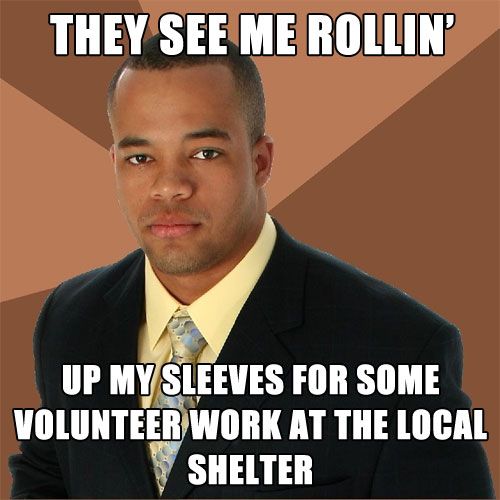 THEY SEE ME ROLLIN'
UP MY SLEEVES FOR SOME
VOLUNTEER WORK AT THE LOCAL
SHELTER